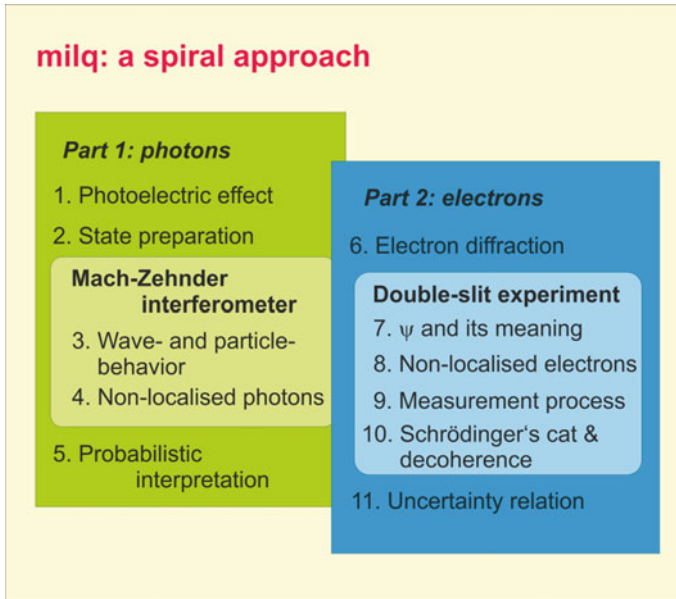 milq: a spiral approach
Part 1: photons
1. Photoelectric effect
2. State preparation
Mach-Zehnder
interferometer
3. Wave- and particle-
behavior
4. Non-localised photons
5. Probabilistic
interpretation
Part 2: electrons
6. Electron diffraction
Double-slit experiment
7. ψ and its meaning
8. Non-localised electrons
9. Measurement process
10. Schrödinger‘s cat &
decoherence
11. Uncertainty relation